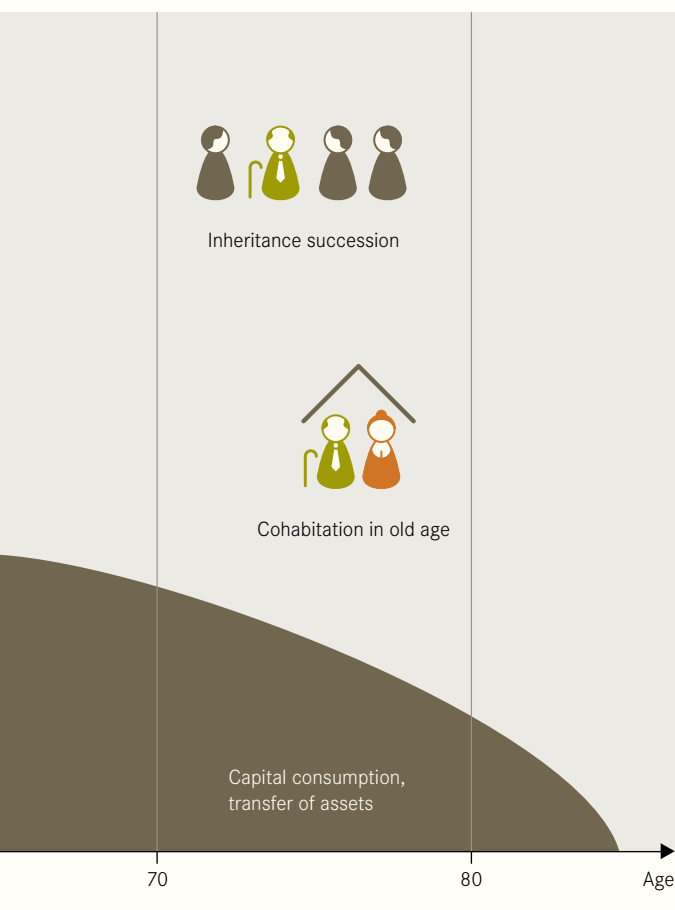 Inheritance succession
Cohabitation in old age
Capital consumption,
transfer of assets
70
80
Age